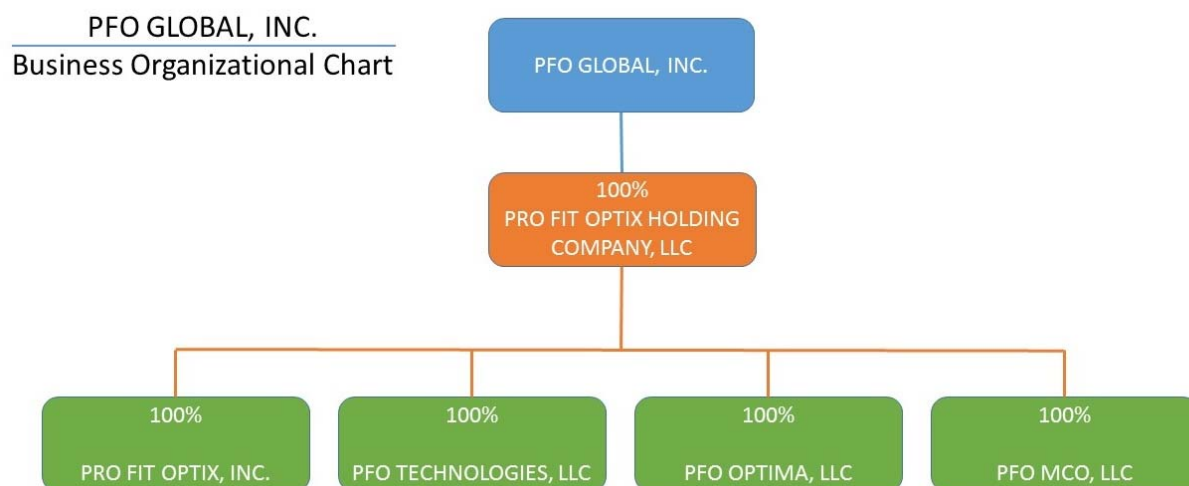 PFO GLOBAL, INC.
Business Organizational Chart
PFO GLOBAL, INC.
100%
PRO FIT OPTIX HOLDING
COMPANY, LLC
100%
PRO FIT OPTIX, INC.
100%
PFO TECHNOLOGIES, LLC
100%
PFO OPTIMA, LLC
100%
PFO MCO, LLC